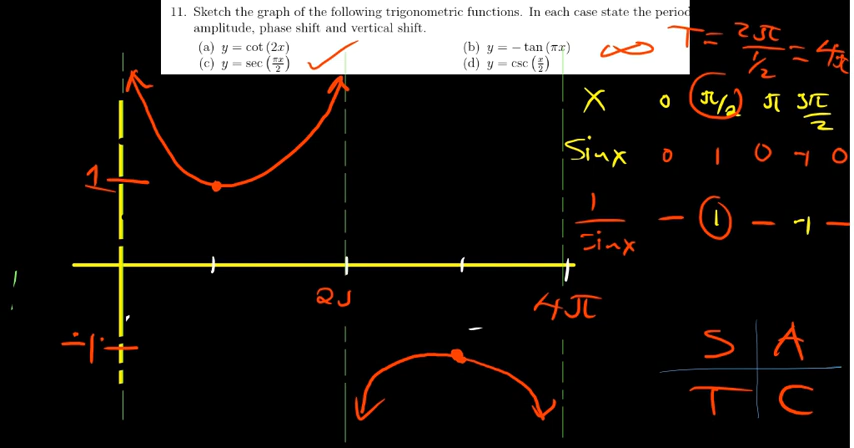 11. Sketch the graph of the following trigonometric functions. In each case state the period
amplitude, phase shift and vertical shift.
(a) y = cot (2x) (b) y = − tan (πx)
(c) y = sec (πx/2) (d) y = csc (x/2)
∞ T = 2π / 1/2 = 4π
x 0 π/2 π 3π/2
Sinx 0 1 0 -1 0
1/sinx - 1 - -1 -
1
2π 4π
-1
S A
T C